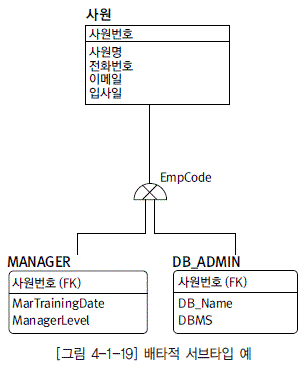 사원
사원번호
사원명
전화번호
이메일
입사일
EmpCode
MANAGER
사원번호 (FK)
MarTrainingDate
ManagerLevel
DB_ADMIN
사원번호 (FK)
DB_Name
DBMS
[그림 4-1-19] 배타적 서브타입 예